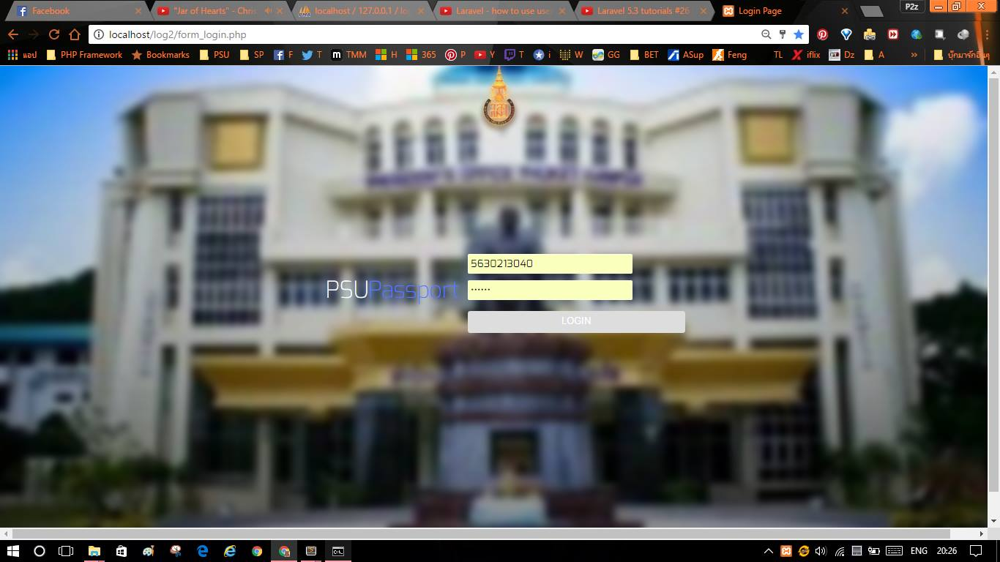 Facebook
"Jar of Hearts" - Chris
localhost / 127.0.0.1 / lo
Laravel - how to use use
Laravel 5.3 tutorials #26
Login Page
P2z
localhost/log2/form_login.php
แอป PHP Framework Bookmarks PSU SP F T TMM H 365 P Y T i W GG BET ASup Feng TL iflix Dz A » บุ๊กมาร์กอื่นๆ
5630213040
PSUPassport
••••••
LOGIN
ENG 20:26